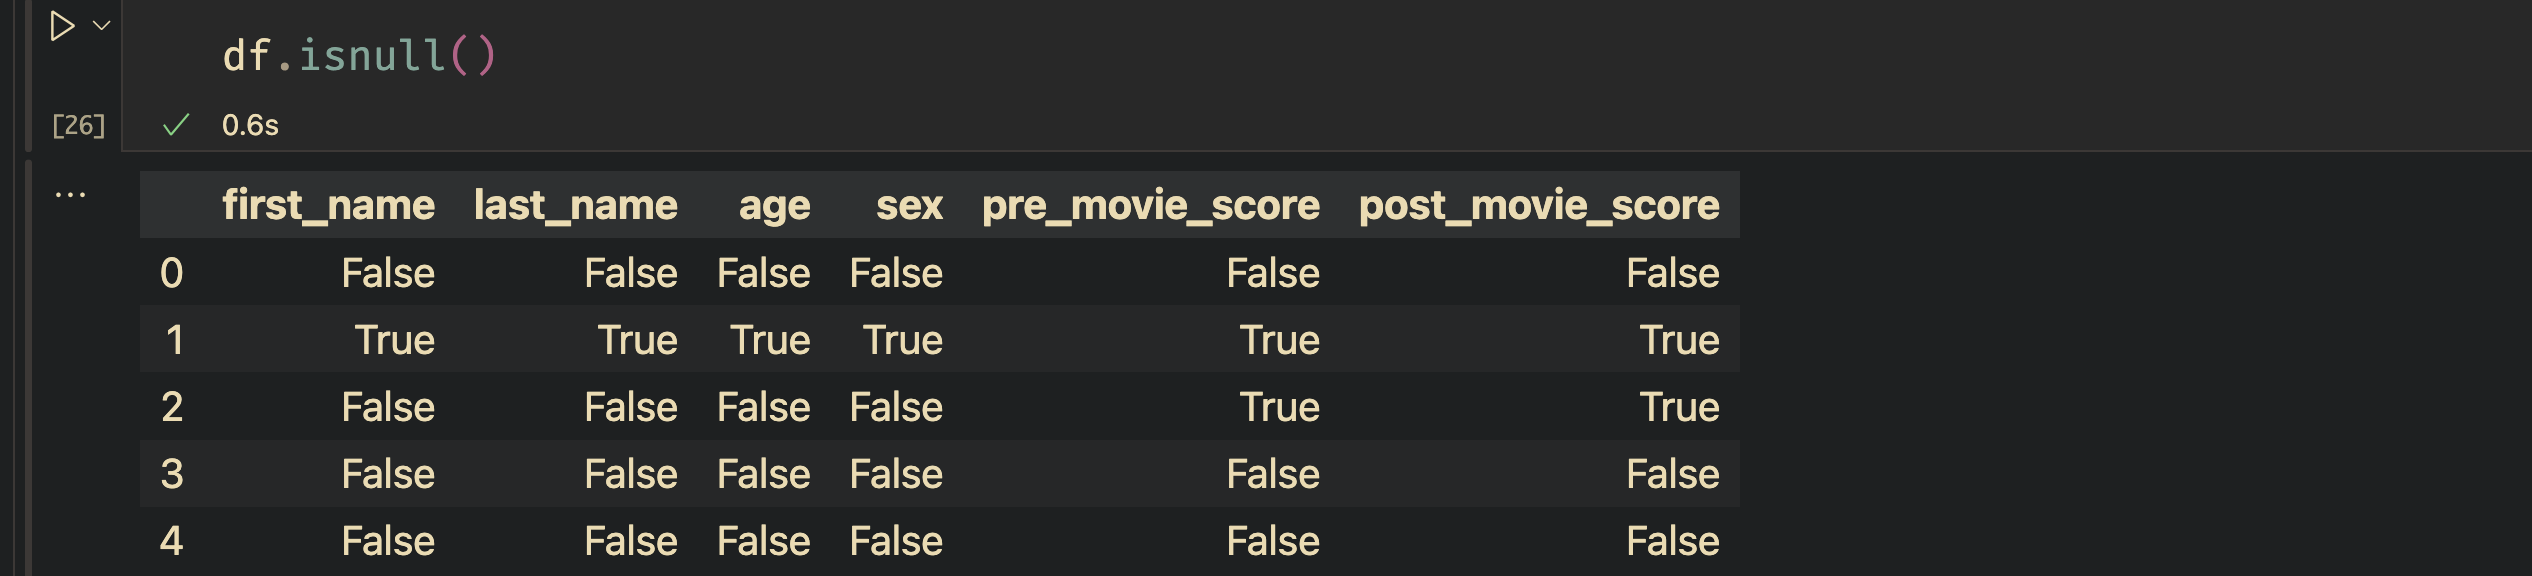 df.isnull()
[26] 0.6s
...
first_name last_name age sex pre_movie_score post_movie_score
0 False False False False False False
1 True True True True True True
2 False False False False True True
3 False False False False False False
4 False False False False False False